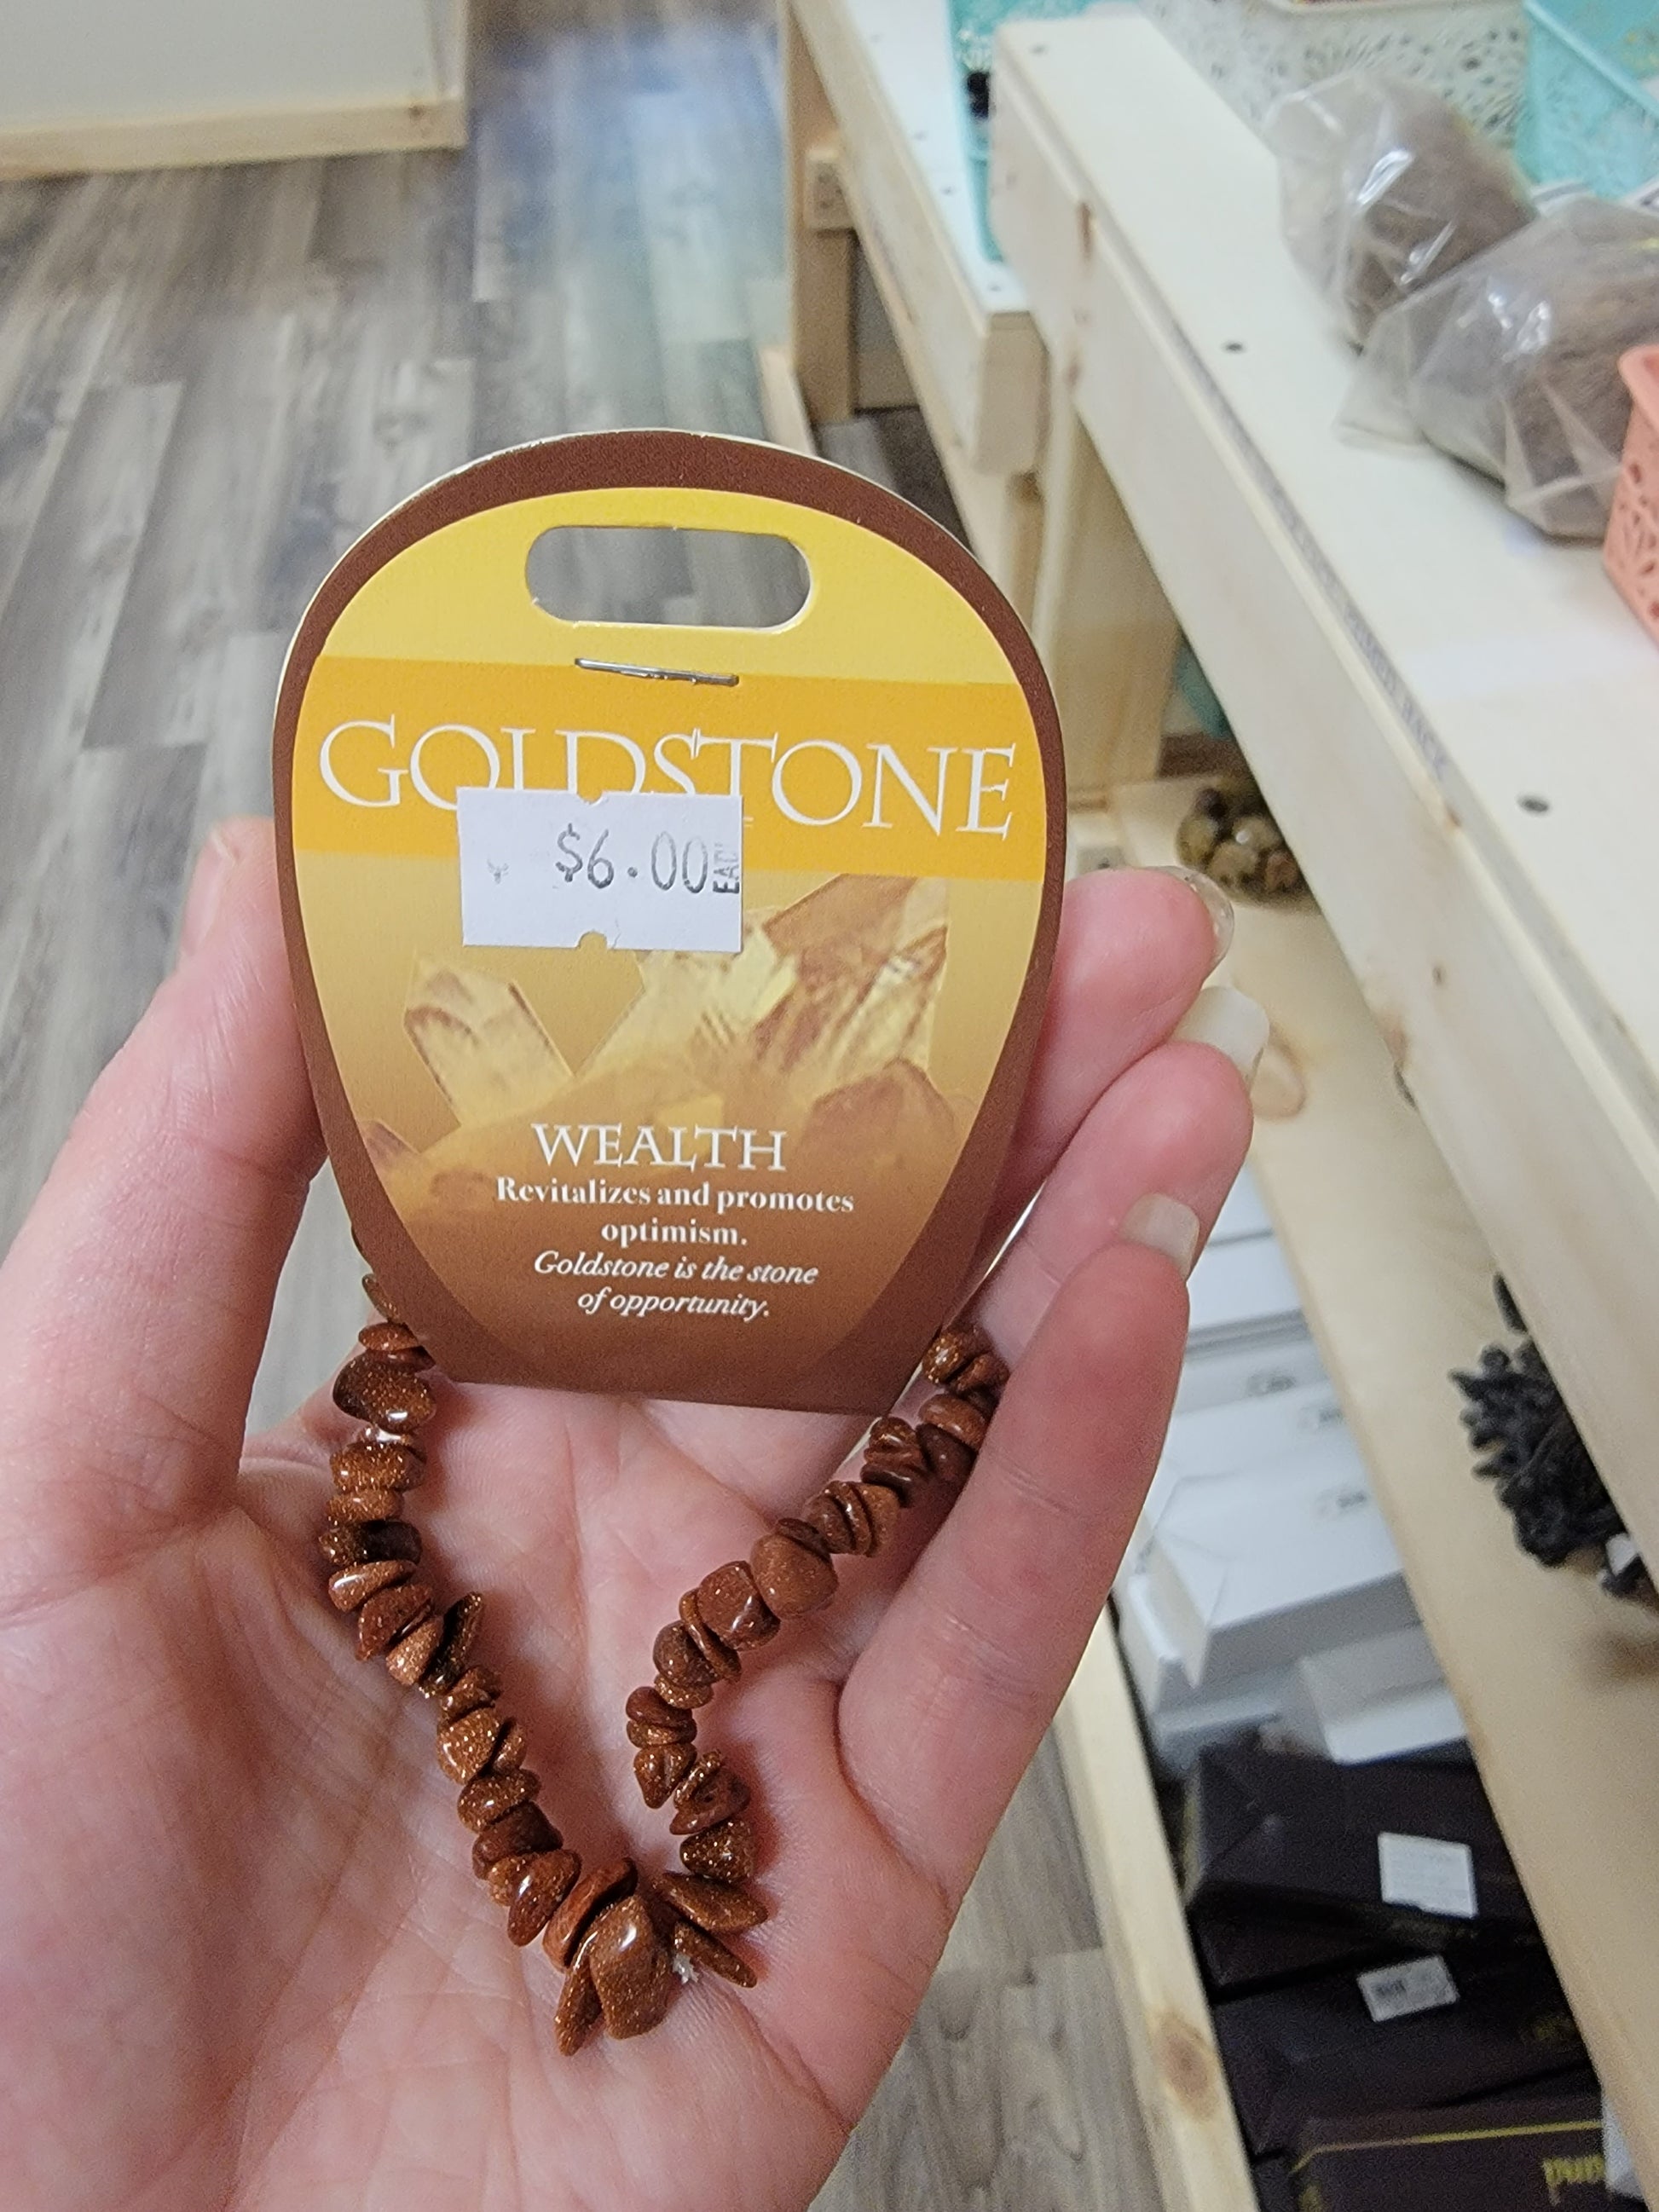 GOLDSTONE
$6.00
WEALTH
Revitalizes and promotes
optimism.
Goldstone is the stone
of opportunity.